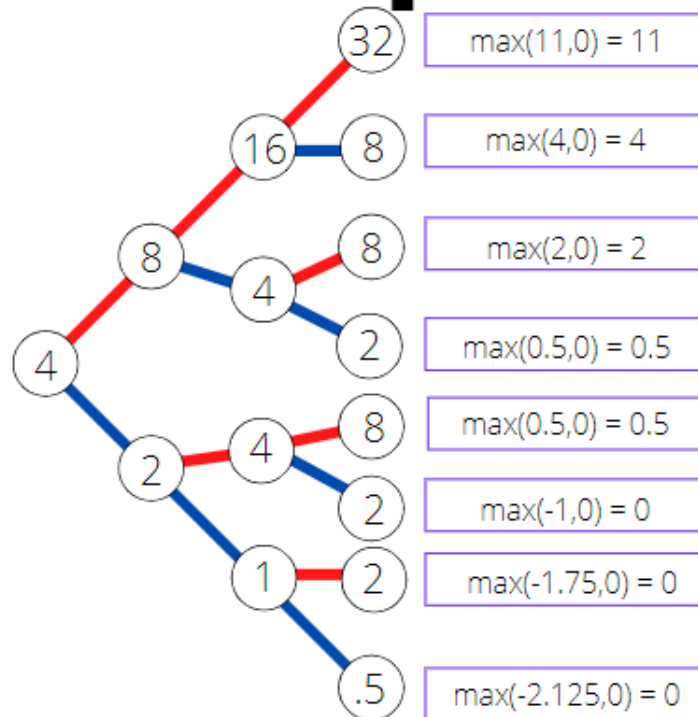 32
max(11,0) = 11
16
8
max(4,0) = 4
8
8
max(2,0) = 2
4
2
max(0.5,0) = 0.5
4
8
max(0.5,0) = 0.5
4
2
2
max(-1,0) = 0
1
2
max(-1.75,0) = 0
.5
max(-2.125,0) = 0